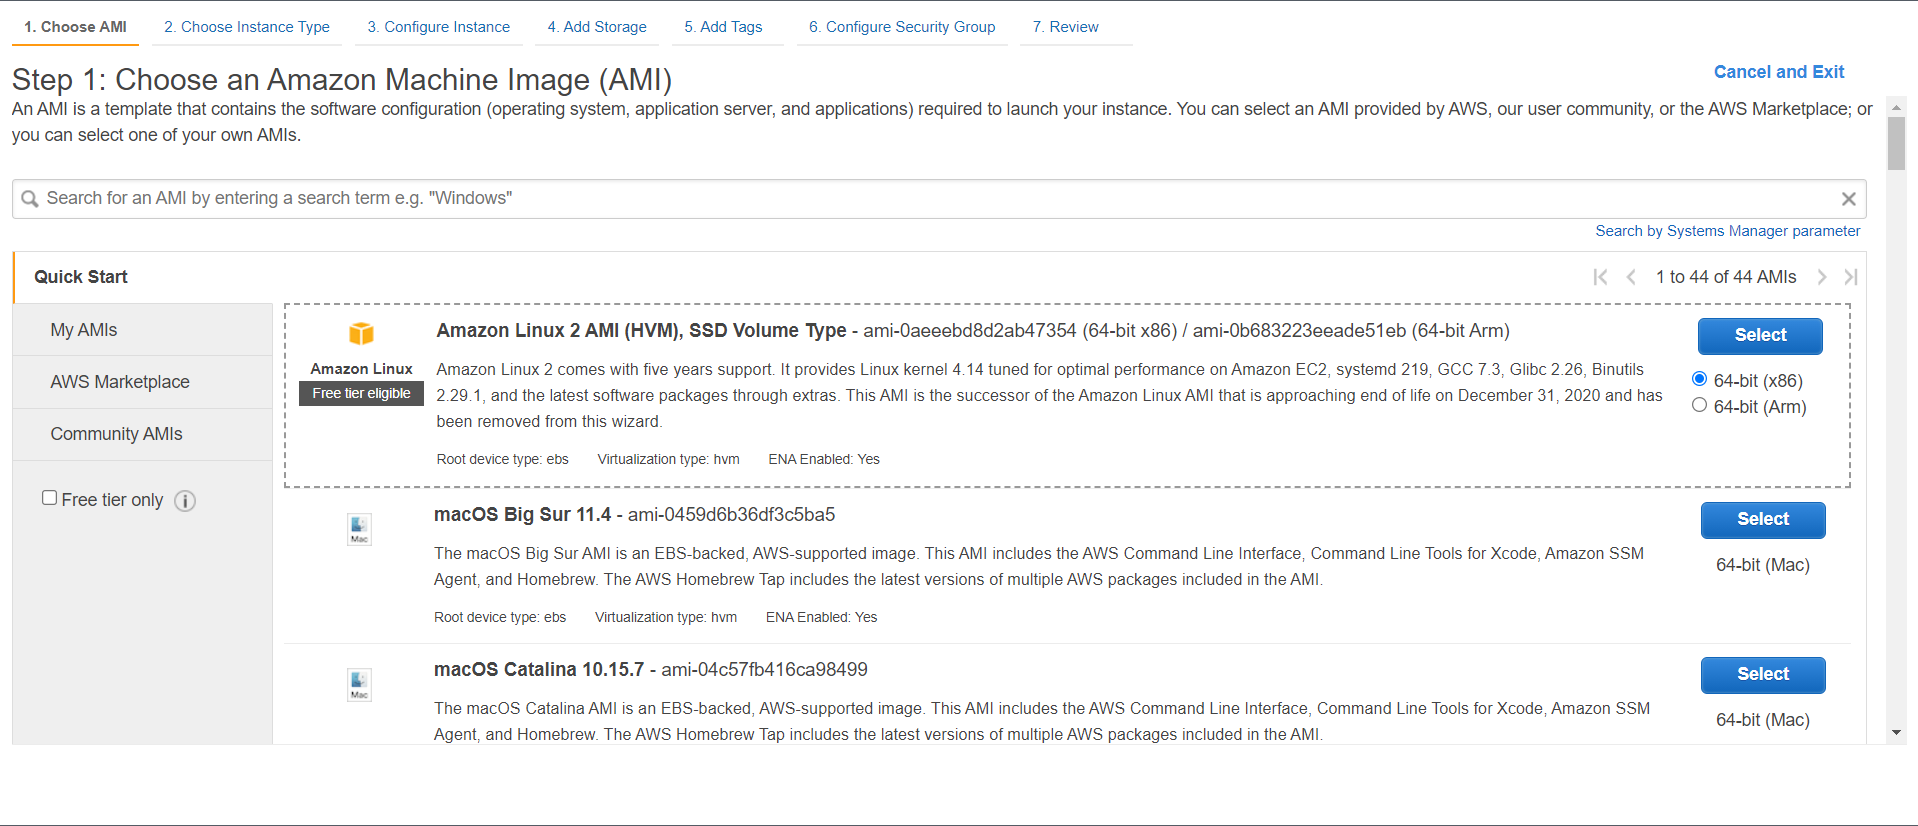 1. Choose AMI 2. Choose Instance Type 3. Configure Instance 4. Add Storage 5. Add Tags 6. Configure Security Group 7. Review
Step 1: Choose an Amazon Machine Image (AMI)
Cancel and Exit
An AMI is a template that contains the software configuration (operating system, application server, and applications) required to launch your instance. You can select an AMI provided by AWS, our user community, or the AWS Marketplace; or
you can select one of your own AMIs.
Search for an AMI by entering a search term e.g. "Windows"
Search by Systems Manager parameter
Quick Start
1 to 44 of 44 AMIs
My AMIs
AWS Marketplace
Community AMIs
Free tier only
Amazon Linux
Free tier eligible
Amazon Linux 2 AMI (HVM), SSD Volume Type - ami-0aeeebd8d2ab47354 (64-bit x86) / ami-0b683223eeade51eb (64-bit Arm)
Amazon Linux 2 comes with five years support. It provides Linux kernel 4.14 tuned for optimal performance on Amazon EC2, systemd 219, GCC 7.3, Glibc 2.26, Binutils
2.29.1, and the latest software packages through extras. This AMI is the successor of the Amazon Linux AMI that is approaching end of life on December 31, 2020 and has
been removed from this wizard.
Root device type: ebs Virtualization type: hvm ENA Enabled: Yes
Select
64-bit (x86)
64-bit (Arm)
Mac
macOS Big Sur 11.4 - ami-0459d6b36df3c5ba5
The macOS Big Sur AMI is an EBS-backed, AWS-supported image. This AMI includes the AWS Command Line Interface, Command Line Tools for Xcode, Amazon SSM
Agent, and Homebrew. The AWS Homebrew Tap includes the latest versions of multiple AWS packages included in the AMI.
Root device type: ebs Virtualization type: hvm ENA Enabled: Yes
Select
64-bit (Mac)
Mac
macOS Catalina 10.15.7 - ami-04c57fb416ca98499
The macOS Catalina AMI is an EBS-backed, AWS-supported image. This AMI includes the AWS Command Line Interface, Command Line Tools for Xcode, Amazon SSM
Agent, and Homebrew. The AWS Homebrew Tap includes the latest versions of multiple AWS packages included in the AMI.
Select
64-bit (Mac)